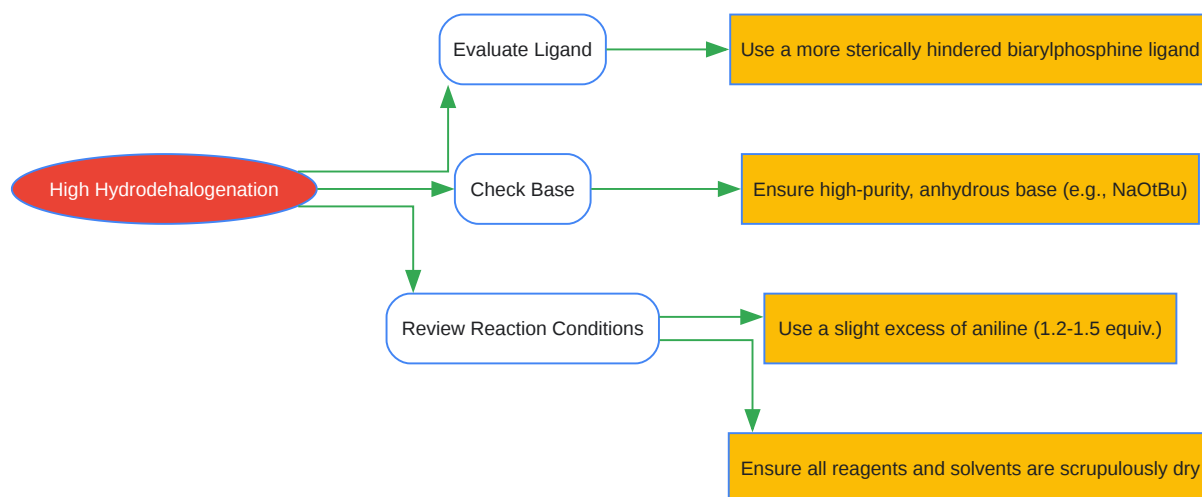 Evaluate Ligand
Use a more sterically hindered biarylphosphine ligand
High Hydrodehalogenation
Check Base
Ensure high-purity, anhydrous base (e.g., NaOtBu)
Review Reaction Conditions
Use a slight excess of aniline (1.2-1.5 equiv.)
Ensure all reagents and solvents are scrupulously dry